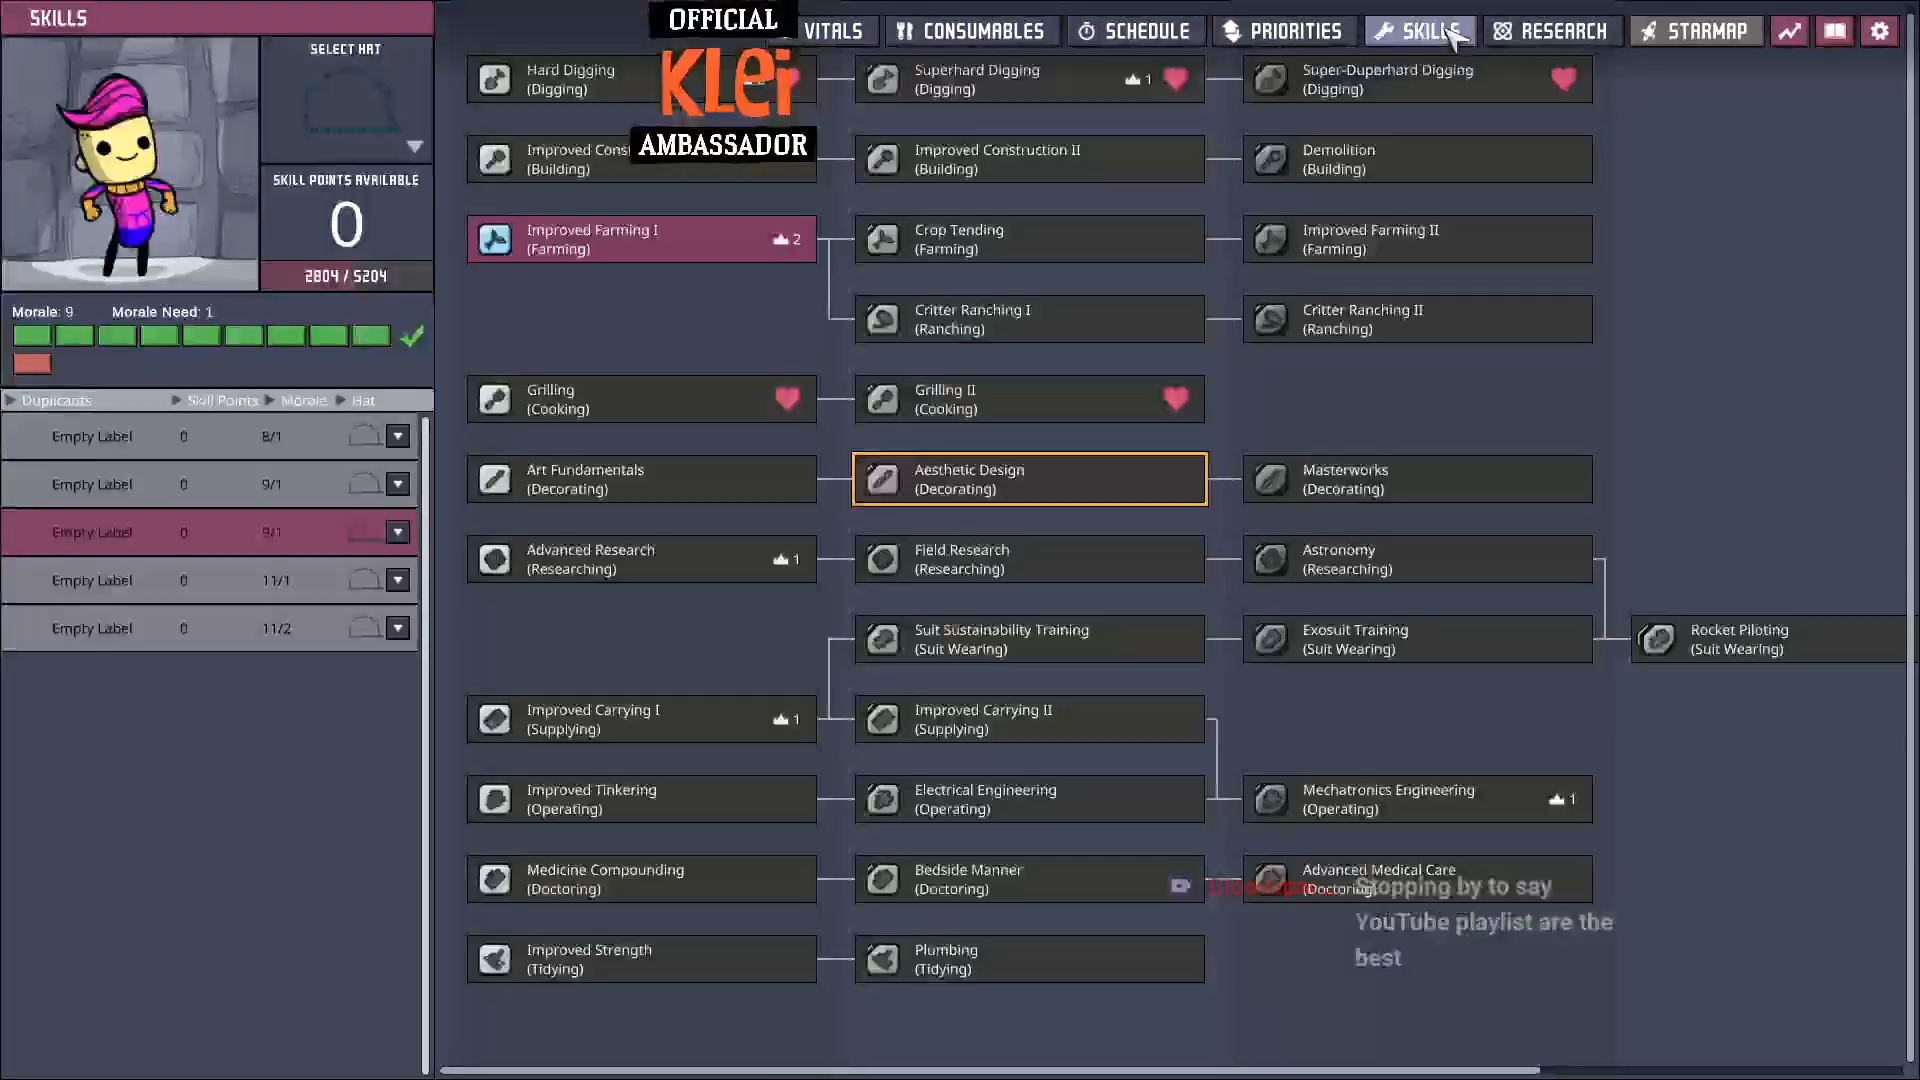 SKILLS
OFFICIAL
KLei
AMBASSADOR
VITALS
CONSUMABLES
SCHEDULE
PRIORITIES
SKILLS
RESEARCH
STARMAP
SELECT HAT
SKILL POINTS AVAILABLE
0
2804 / 5204
Morale: 9 Morale Need: 1
Duplicants Skill Points Morale Hat
Empty Label 0 8/1
Empty Label 0 9/1
Empty Label 0 9/1
Empty Label 0 11/1
Empty Label 0 11/2
Hard Digging
(Digging)
Superhard Digging
(Digging)
1
Super-Duperhard Digging
(Digging)
Improved Cons
(Building)
Improved Construction II
(Building)
Demolition
(Building)
Improved Farming I
(Farming)
2
Crop Tending
(Farming)
Improved Farming II
(Farming)
Critter Ranching I
(Ranching)
Critter Ranching II
(Ranching)
Grilling
(Cooking)
Grilling II
(Cooking)
Art Fundamentals
(Decorating)
Aesthetic Design
(Decorating)
Masterworks
(Decorating)
Advanced Research
(Researching)
1
Field Research
(Researching)
Astronomy
(Researching)
Suit Sustainability Training
(Suit Wearing)
Exosuit Training
(Suit Wearing)
Rocket Piloting
(Suit Wearing)
Improved Carrying I
(Supplying)
1
Improved Carrying II
(Supplying)
Improved Tinkering
(Operating)
Electrical Engineering
(Operating)
Mechatronics Engineering
(Operating)
1
Medicine Compounding
(Doctoring)
Bedside Manner
(Doctoring)
Advanced Medical Care
(Doctoring)
Stopping by to say
YouTube playlist are the
best
Improved Strength
(Tidying)
Plumbing
(Tidying)